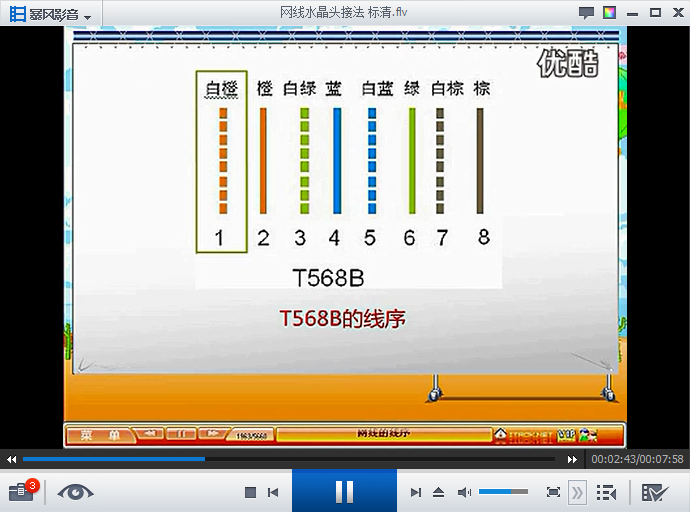 暴风影音
网线水晶头接法 标清.flv
优酷
白橙 橙 白绿 蓝 白蓝 绿 白棕 棕
1 2 3 4 5 6 7 8
T568B
T568B的线序
菜 单
1963/5660
网线的线序
00:02:43/00:07:58
3